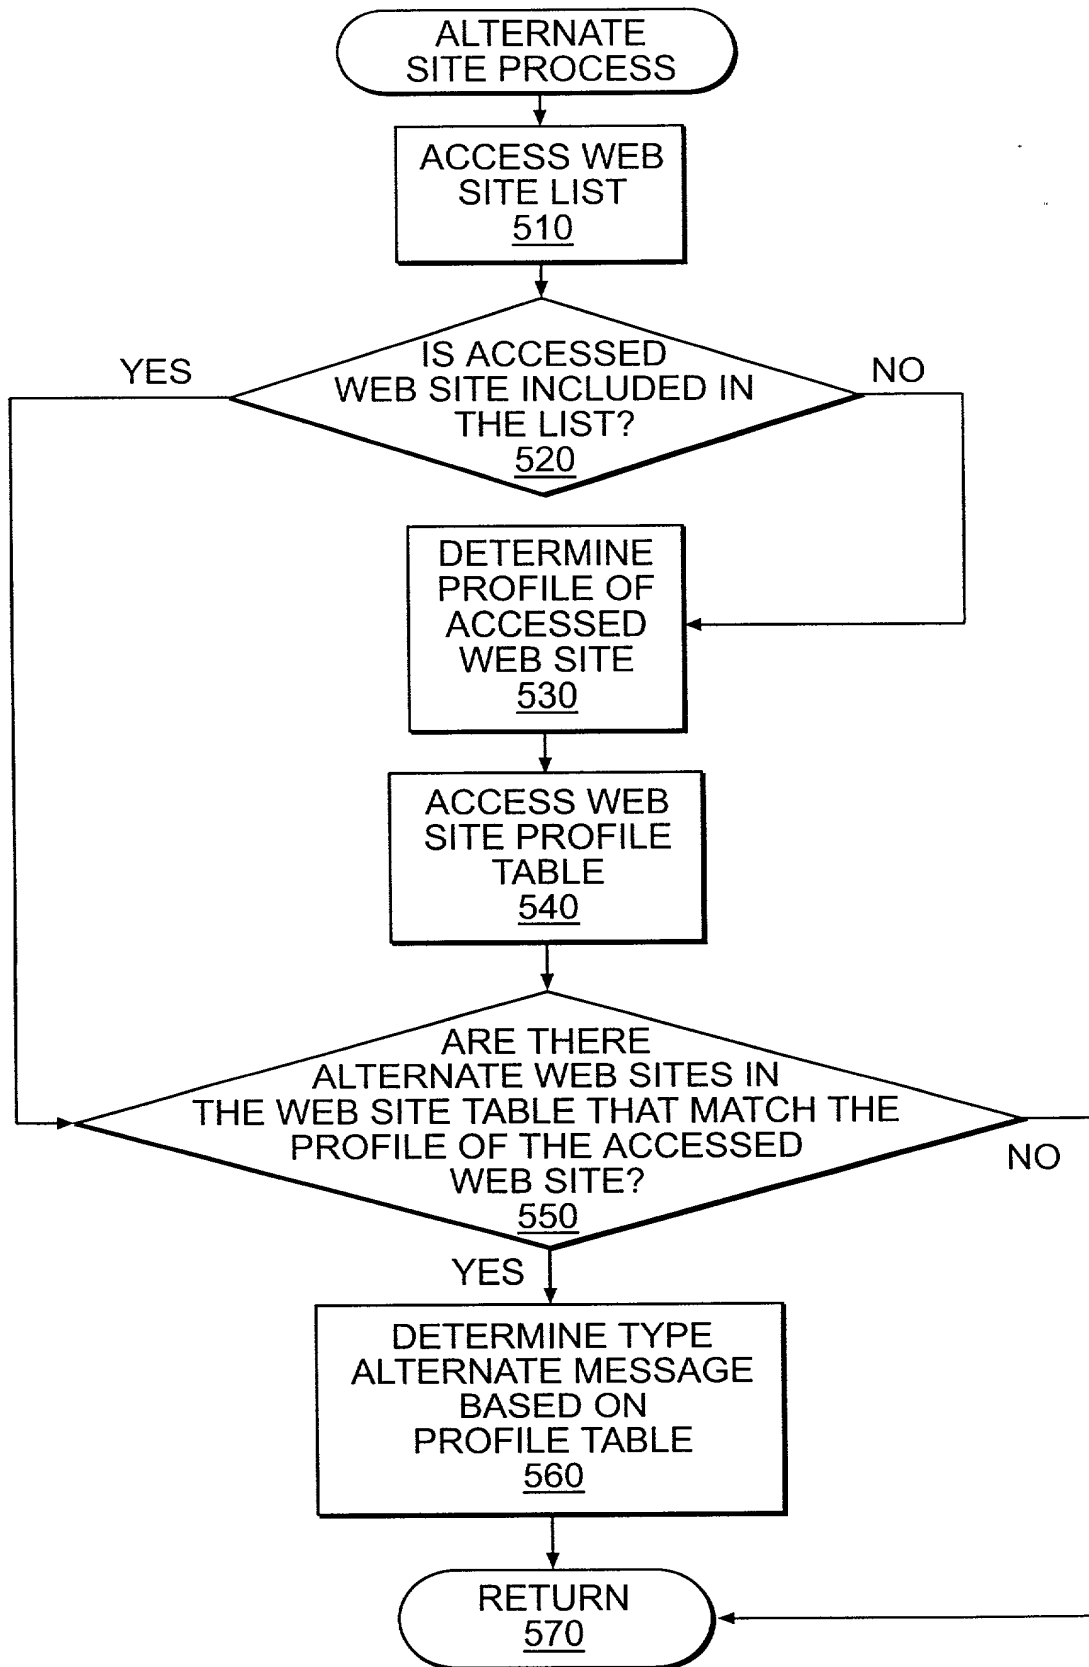 ALTERNATE
SITE PROCESS
ACCESS WEB
SITE LIST
510
YES
IS ACCESSED
WEB SITE INCLUDED IN
THE LIST?
520
NO
DETERMINE
PROFILE OF
ACCESSED
WEB SITE
530
ACCESS WEB
SITE PROFILE
TABLE
540
ARE THERE
ALTERNATE WEB SITES IN
THE WEB SITE TABLE THAT MATCH THE
PROFILE OF THE ACCESSED
WEB SITE?
550
NO
YES
DETERMINE TYPE
ALTERNATE MESSAGE
BASED ON
PROFILE TABLE
560
RETURN
570